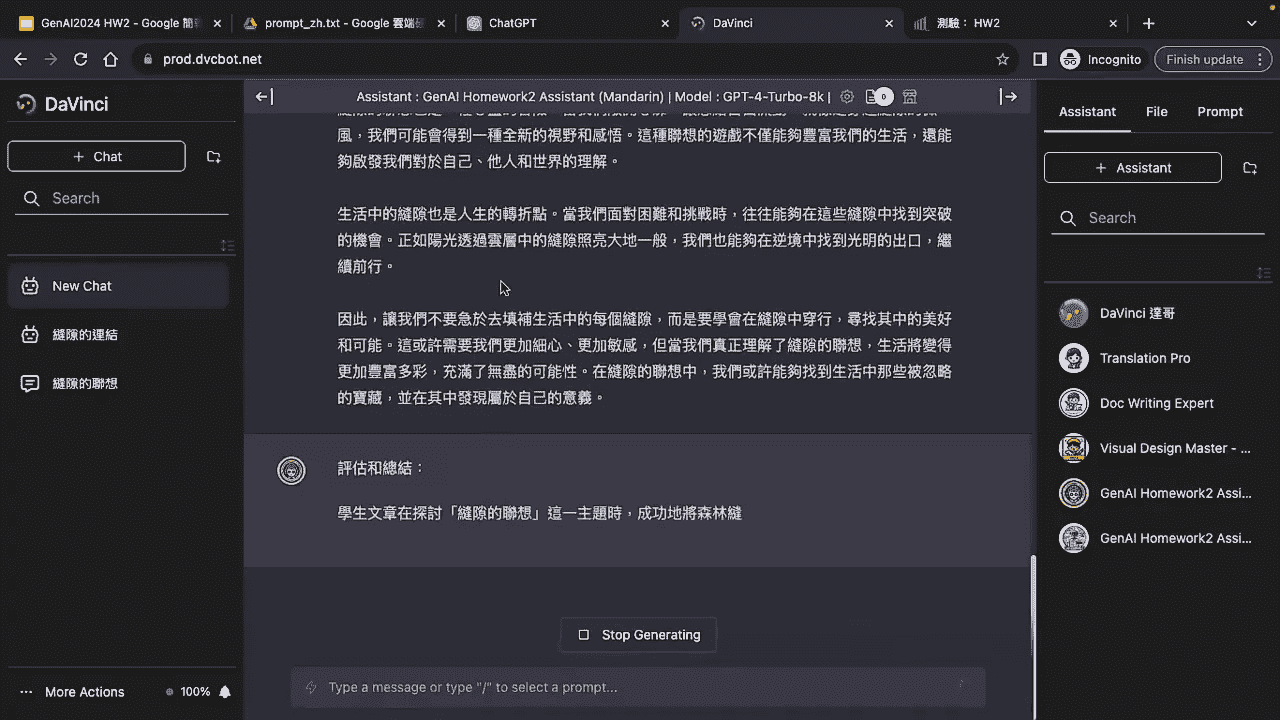 GenAI2024 HW2 - Google 簡
prompt_zh.txt - Google 雲端
ChatGPT
DaVinci
測驗： HW2
prod.dvcbot.net
Incognito
Finish update
DaVinci
Chat
Search
New Chat
縫隙的連結
縫隙的聯想
More Actions
100%
Assistant : GenAI Homework2 Assistant (Mandarin) | Model : GPT-4-Turbo-8k |
0
風，我們可能會得到一種全新的視野和感悟。這種聯想的遊戲不僅能夠豐富我們的生活，還能
夠啟發我們對於自己、他人和世界的理解。
生活中的縫隙也是人生的轉折點。當我們面對困難和挑戰時，往往能夠在這些縫隙中找到突破
的機會。正如陽光透過雲層中的縫隙照亮大地一般，我們也能夠在逆境中找到光明的出口，繼
續前行。
因此，讓我們不要急於去填補生活中的每個縫隙，而是要學會在縫隙中穿行，尋找其中的美好
和可能。這或許需要我們更加細心、更加敏感，但當我們真正理解了縫隙的聯想，生活將變得
更加豐富多彩，充滿了無盡的可能性。在縫隙的聯想中，我們或許能夠找到生活中那些被忽略
的寶藏，並在其中發現屬於自己的意義。
評估和總結：
學生文章在探討「縫隙的聯想」這一主題時，成功地將森林縫
Stop Generating
Type a message or type "/" to select a prompt...
Assistant
File
Prompt
Assistant
Search
DaVinci 達哥
Translation Pro
Doc Writing Expert
Visual Design Master - ...
GenAI Homework2 Assi...
GenAI Homework2 Assi...